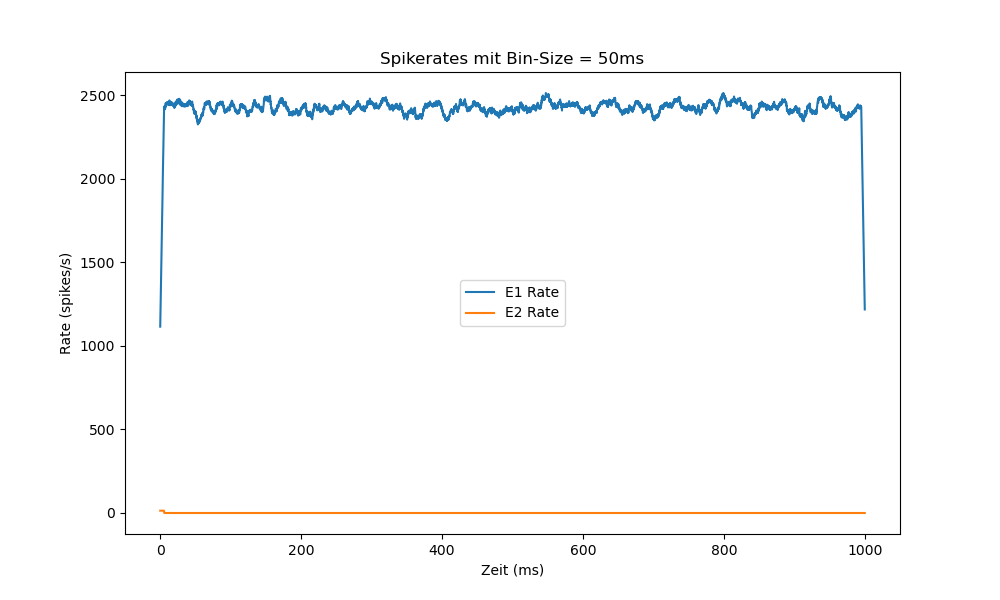 Spikerates mit Bin-Size = 50ms
Rate (spikes/s)
2500
2000
1500
1000
500
0
E1 Rate
E2 Rate
0 200 400 600 800 1000
Zeit (ms)